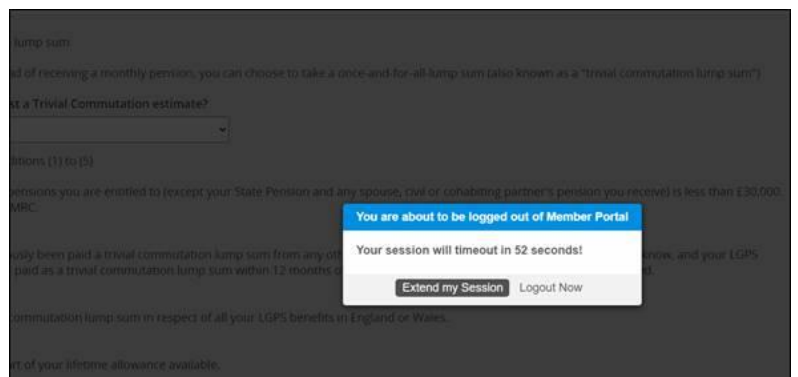 lump sum
d of receiving a monthly pension, you can choose to take a once-and-for-all lump sum (also known as a "trivial commutation lump sum")
st a Trivial Commutation estimate?
ditions (1) to (5)
pensions you are entitled to (except your State Pension and any spouse, civil or cohabiting partner's pension you receive) is less than £30,000.
MRC.
You are about to be logged out of Member Portal
Your session will timeout in 52 seconds!
Extend my Session Logout Now
ously been paid a trivial commutation lump sum from any oth know, and your LGPS
paid as a trivial commutation lump sum within 12 months o d.
commutation lump sum in respect of all your LGPS benefits in England or Wales.
rt of your lifetime allowance available.